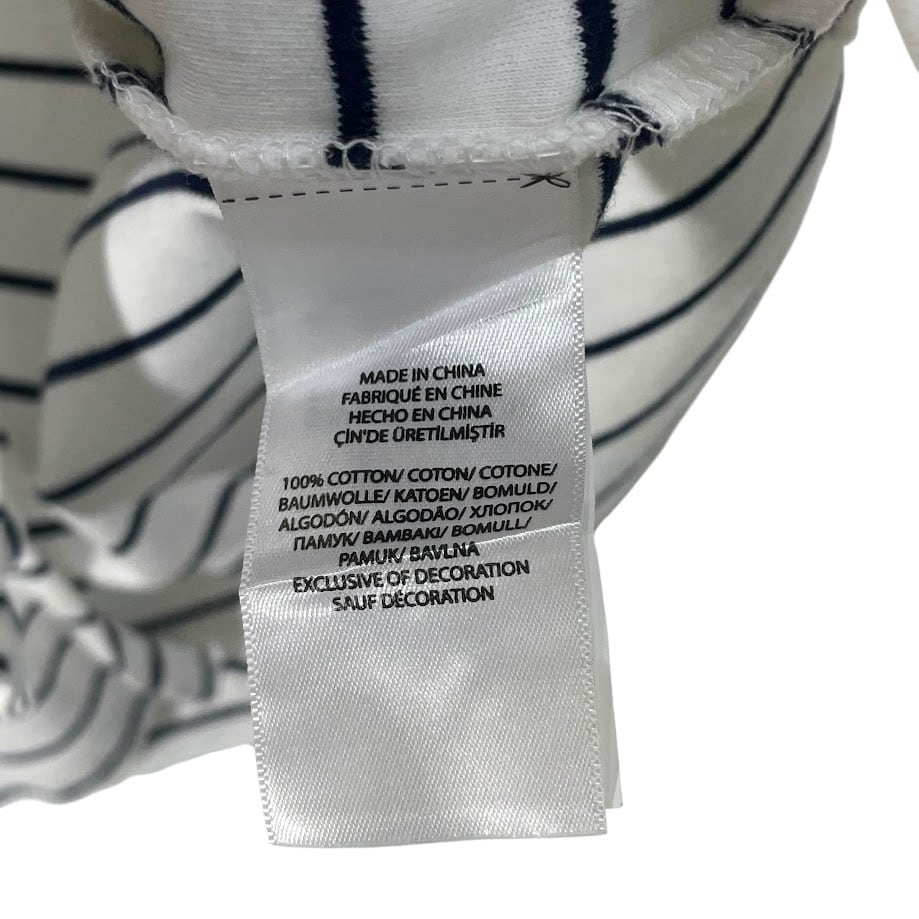 MADE IN CHINA
FABRIQUÉ EN CHINE
HECHO EN CHINA
ÇİN'DE ÜRETİLMİŞTİR
100% COTTON/ COTON/ COTONE/
BAUMWOLLE/ KATOEN/ BOMULD/
ALGODÓN/ ALGODÃO/ ХЛОПОК/
ПАМУК/ BAMBAKI/ BOMULL/
PAMUK/ BAVLNA
EXCLUSIVE OF DECORATION
SAUF DÉCORATION